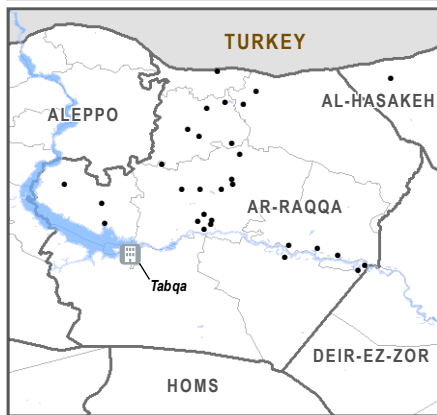 TURKEY
AL-HASAKEH
ALEPPO
AR-RAQQA
Tabqa
DEIR-EZ-ZOR
HOMS